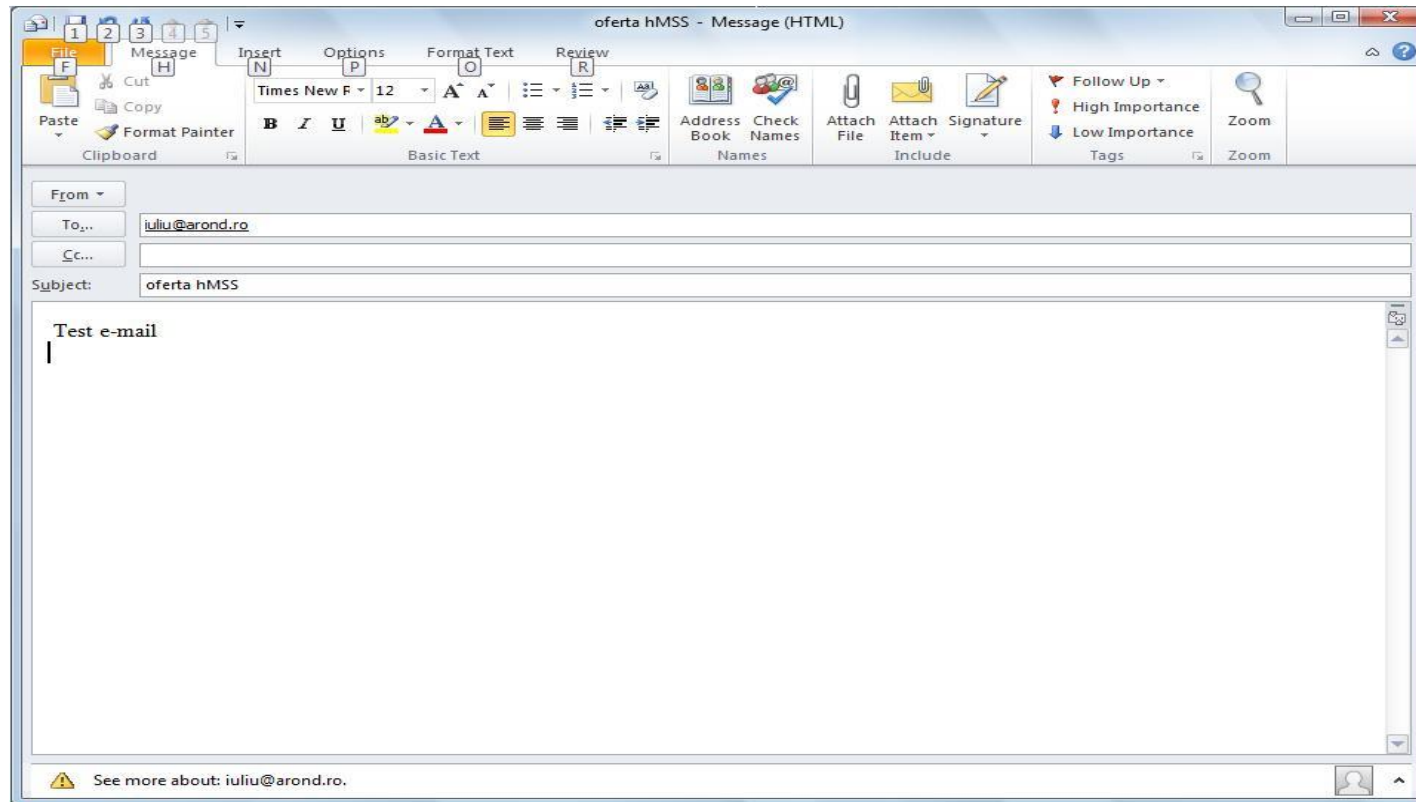 oferta hMSS - Message (HTML)
1 2 3 4 5
File Message Insert Options Format Text Review
F H N P O R
Cut
Copy
Paste
Format Painter
Clipboard
Times New R 12
B I U
Basic Text
Address Book
Check Names
Names
Attach File
Attach Item
Signature
Include
Follow Up
High Importance
Low Importance
Tags
Zoom
Zoom
From
To... iuliu@arond.ro
Cc...
Subject: oferta hMSS
Test e-mail
See more about: iuliu@arond.ro.